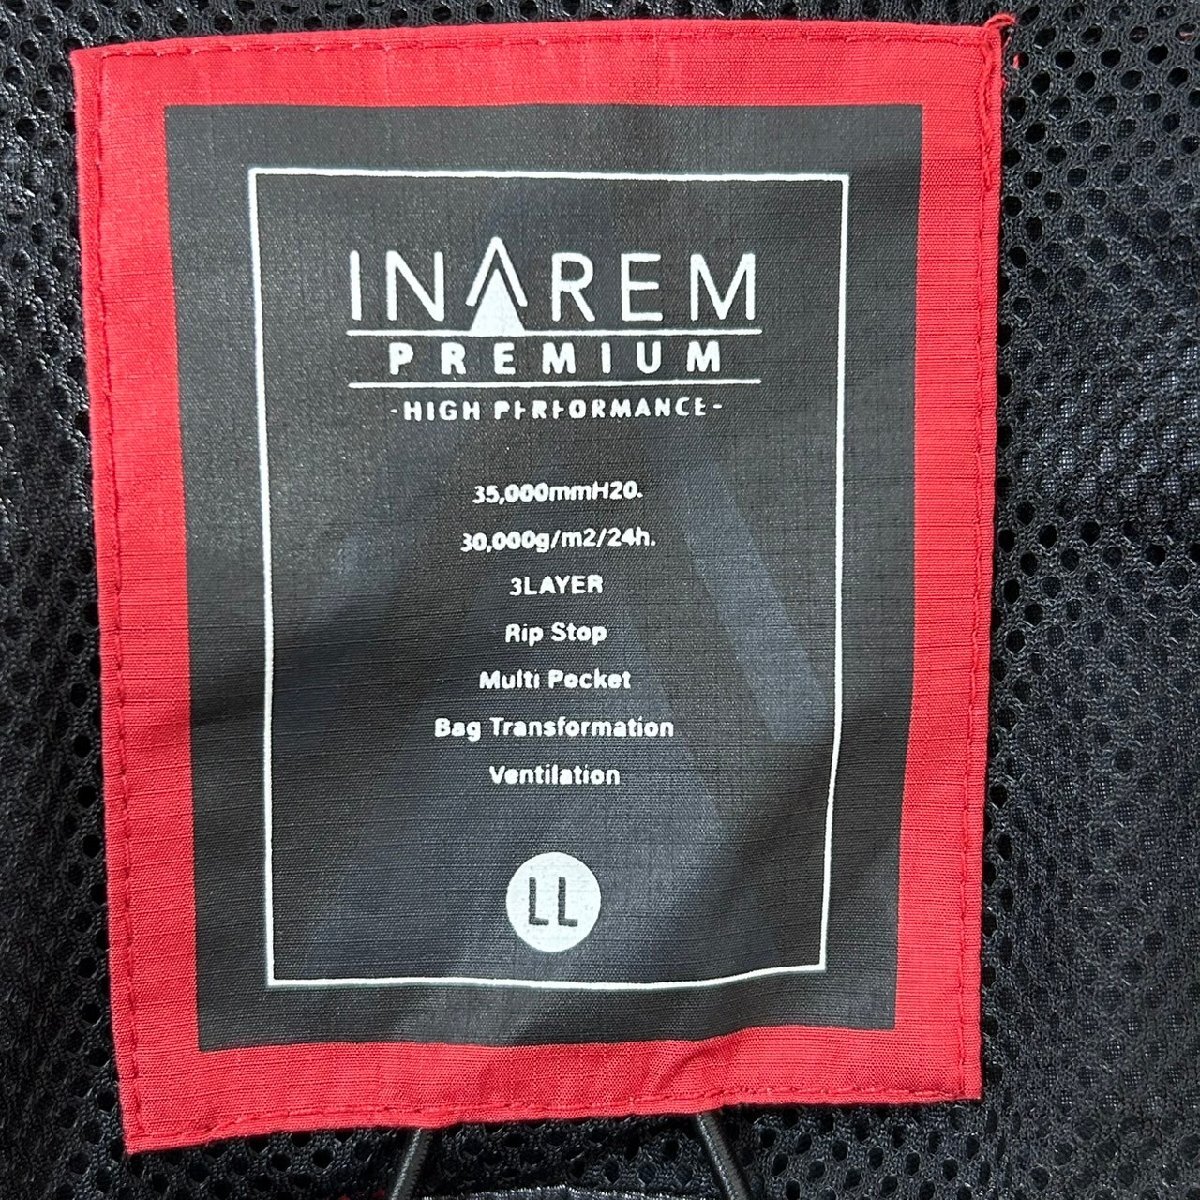 INAREM
PREMIUM
-HIGH PERFORMANCE-
35,000mmH20.
30,000g/m2/24h.
3LAYER
Rip Stop
Multi Pocket
Bag Transformation
Ventilation
LL